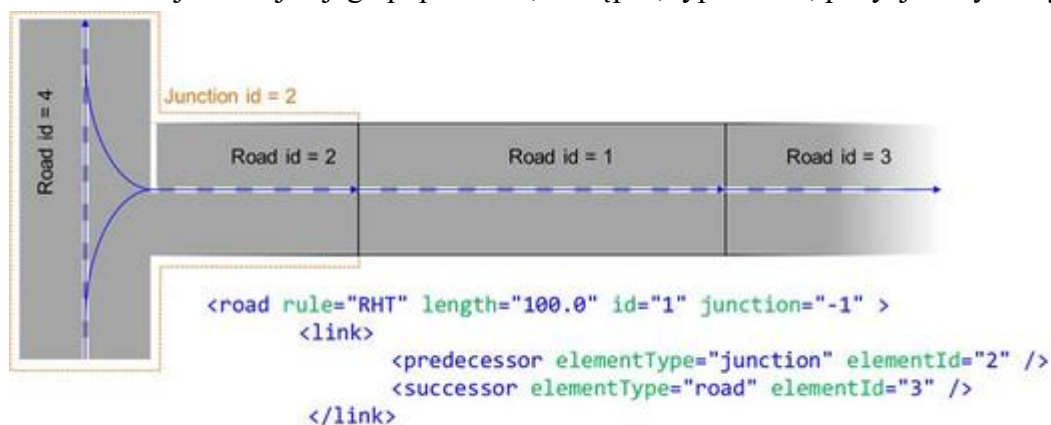 Junction id = 2
Road id = 4
Road id = 2
Road id = 1
Road id = 3
<road rule="RHT" length="100.0" id="1" junction="-1" >
<link>
<predecessor elementType="junction" elementId="2" />
<successor elementType="road" elementId="3" />
</link>